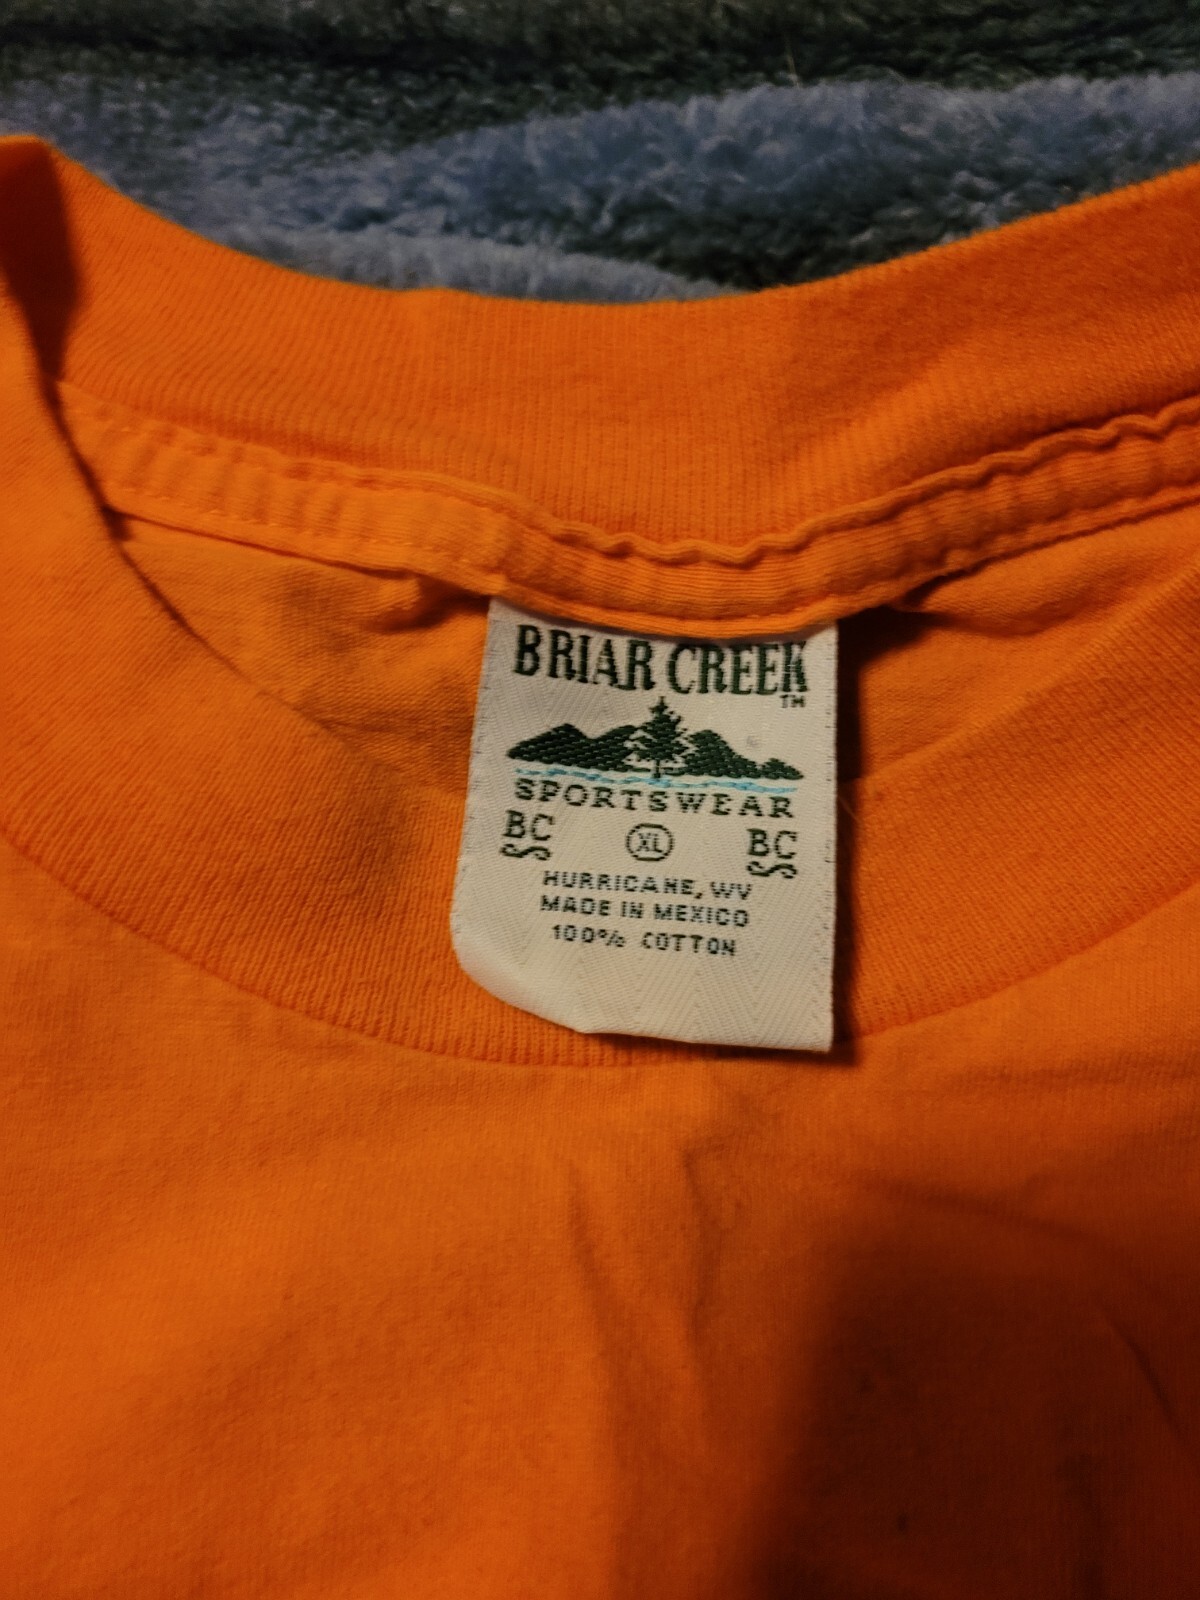 BRIAR CREEK
TM
SPORTSWEAR
BC XL BC
HURRICANE, WV
MADE IN MEXICO
100% COTTON